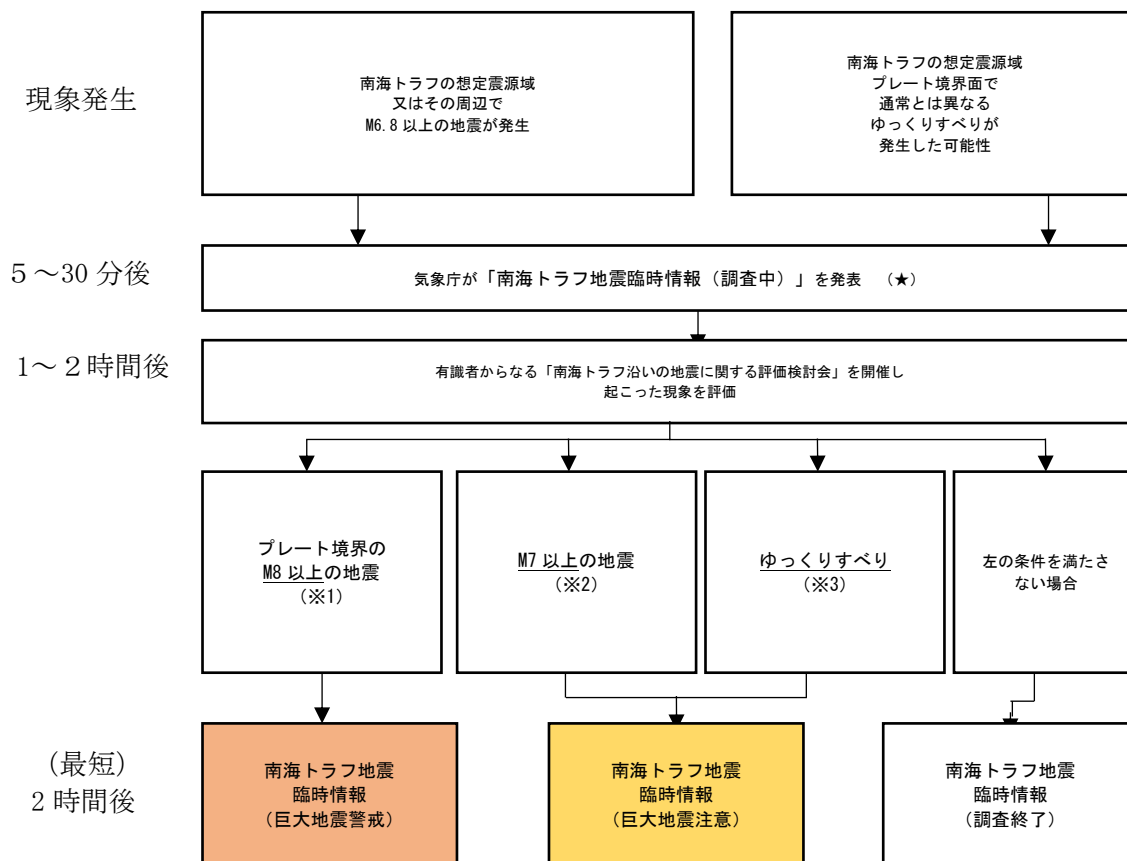 現象発生
南海トラフの想定震源域
又はその周辺で
M6.8 以上の地震が発生
南海トラフの想定震源域
プレート境界面で
通常とは異なる
ゆっくりすべりが
発生した可能性
５～30 分後
気象庁が「南海トラフ地震臨時情報（調査中）」を発表　（★）
1～２時間後
有識者からなる「南海トラフ沿いの地震に関する評価検討会」を開催し
起こった現象を評価
プレート境界の
M8 以上の地震
（※1）
M7 以上の地震
（※2）
ゆっくりすべり
（※3）
左の条件を満たさ
ない場合
（最短）
2 時間後
南海トラフ地震
臨時情報
（巨大地震警戒）
南海トラフ地震
臨時情報
（巨大地震注意）
南海トラフ地震
臨時情報
（調査終了）